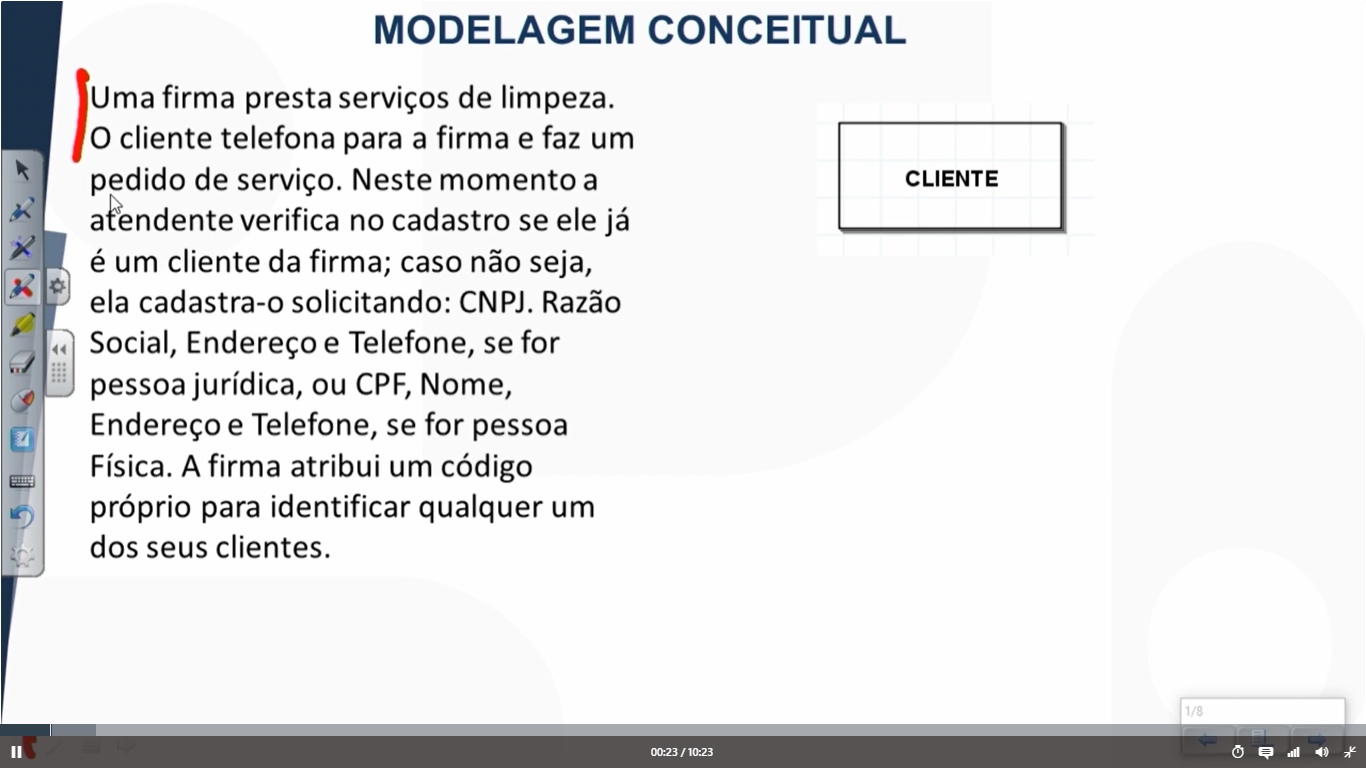 MODELAGEM CONCEITUAL
Uma firma presta serviços de limpeza.
O cliente telefona para a firma e faz um
pedido de serviço. Neste momento a
atendente verifica no cadastro se ele já
é um cliente da firma; caso não seja,
ela cadastra-o solicitando: CNPJ. Razão
Social, Endereço e Telefone, se for
pessoa jurídica, ou CPF, Nome,
Endereço e Telefone, se for pessoa
Física. A firma atribui um código
próprio para identificar qualquer um
dos seus clientes.
CLIENTE
1/8
00:23 / 10:23